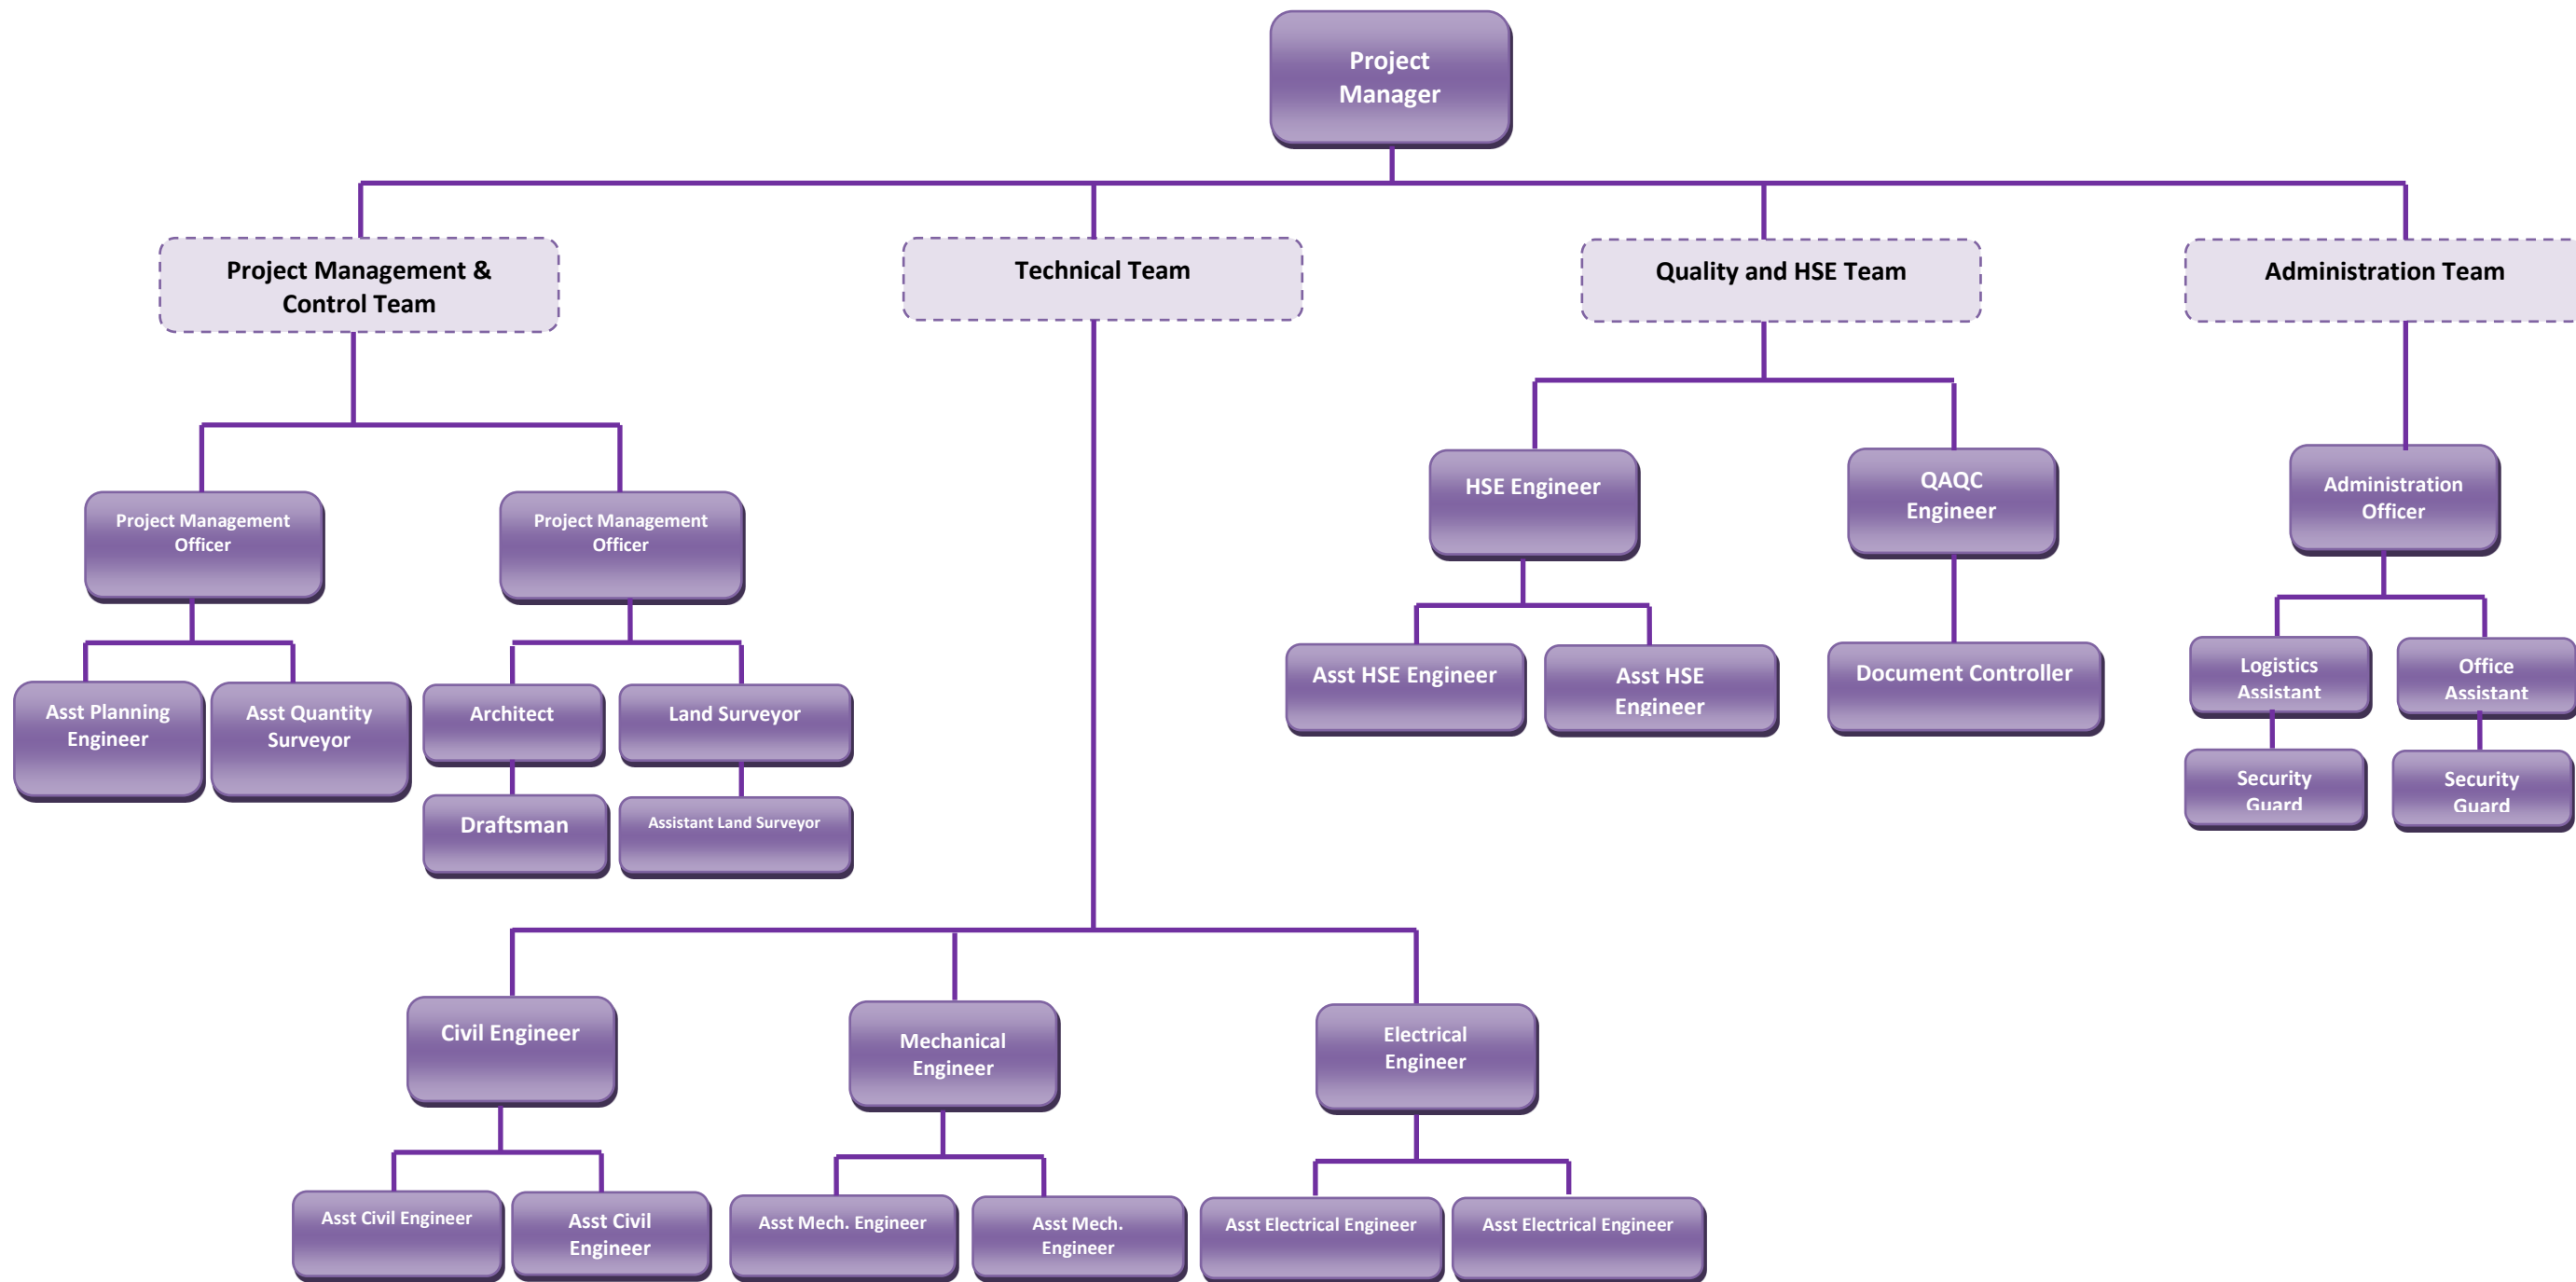 Project
Manager
Project Management &
Control Team
Technical Team
Quality and HSE Team
Administration Team
Project Management
Officer
Project Management
Officer
HSE Engineer
QAQC
Engineer
Administration
Officer
Asst Planning
Engineer
Asst Quantity
Surveyor
Architect
Land Surveyor
Asst HSE Engineer
Asst HSE
Engineer
Document Controller
Logistics
Assistant
Office
Assistant
Draftsman
Assistant Land Surveyor
Security
Guard
Security
Guard
Civil Engineer
Mechanical
Engineer
Electrical
Engineer
Asst Civil Engineer
Asst Civil
Engineer
Asst Mech. Engineer
Asst Mech.
Engineer
Asst Electrical Engineer
Asst Electrical Engineer